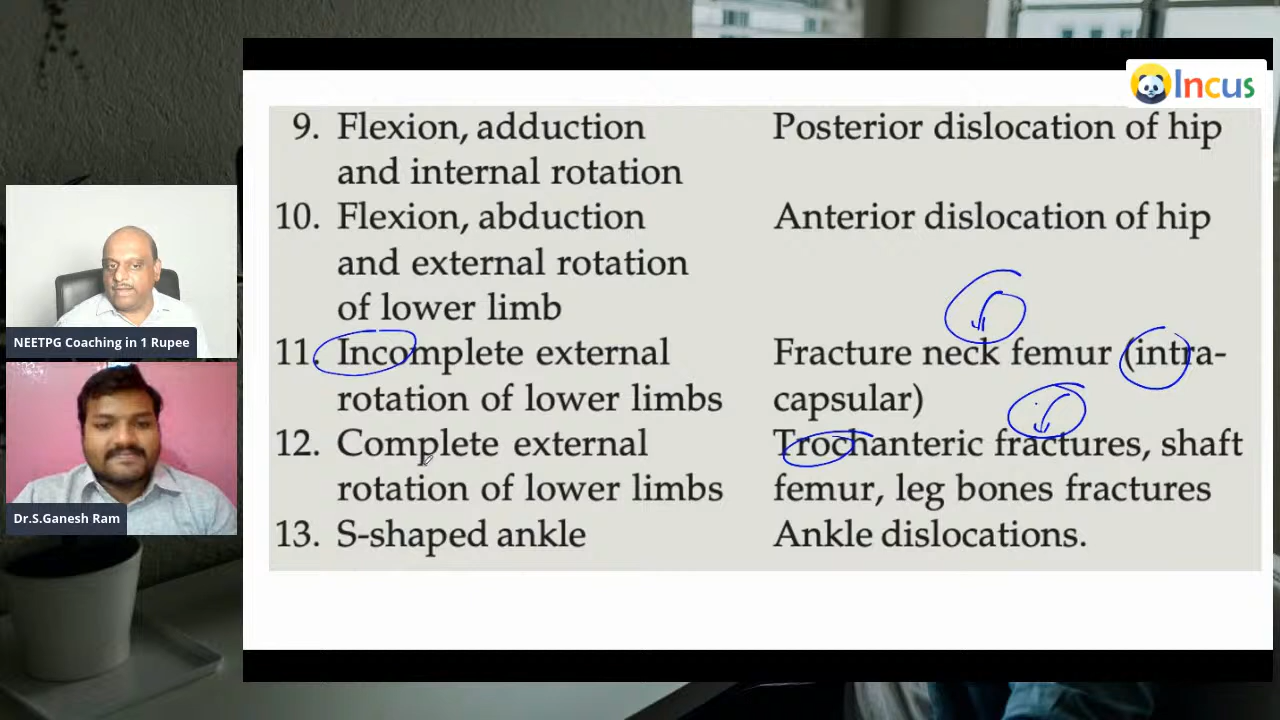 Incus
9. Flexion, adduction Posterior dislocation of hip
and internal rotation
10. Flexion, abduction Anterior dislocation of hip
and external rotation
of lower limb
11. Incomplete external Fracture neck femur (intra-
rotation of lower limbs capsular)
12. Complete external Trochanteric fractures, shaft
rotation of lower limbs femur, leg bones fractures
13. S-shaped ankle Ankle dislocations.
NEETPG Coaching in 1 Rupee
Dr.S.Ganesh Ram